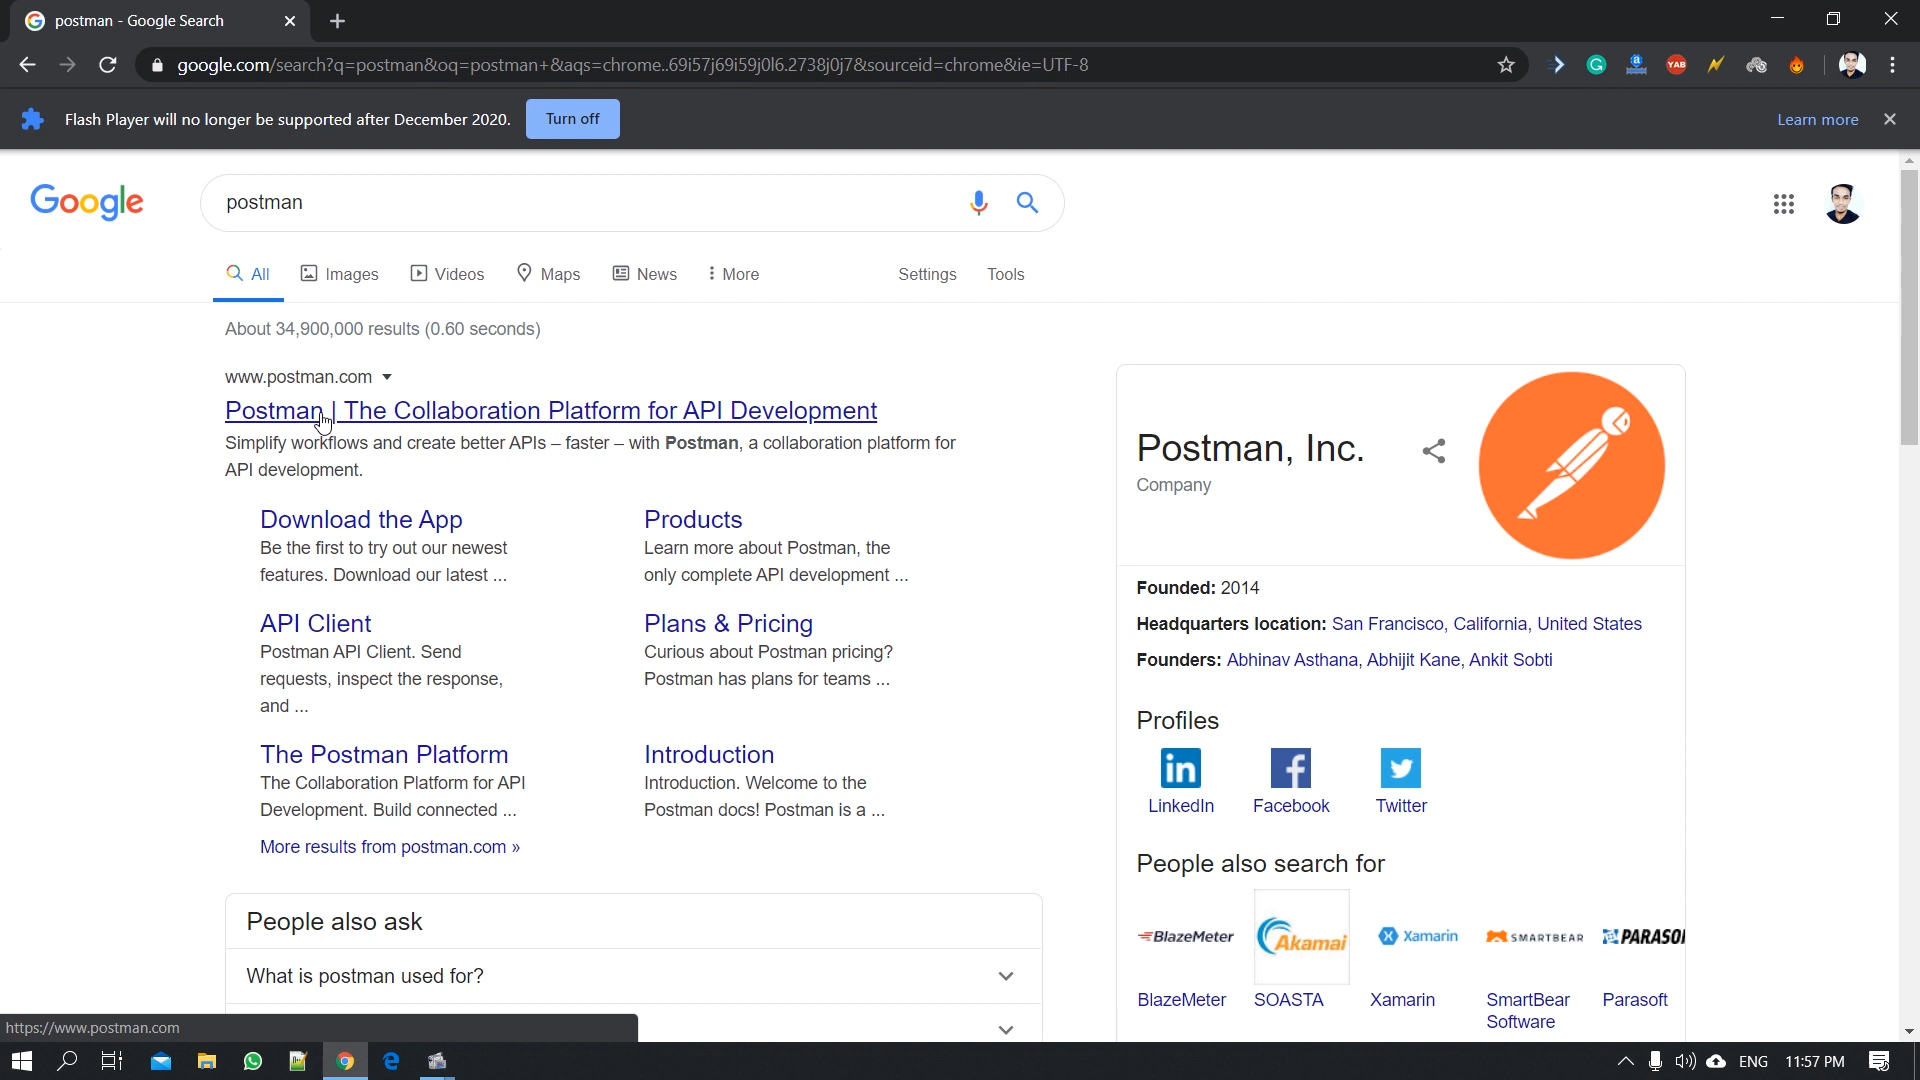 postman - Google Search
google.com/search?q=postman&oq=postman+&aqs=chrome..69i57j69i59j0l6.2738j0j7&sourceid=chrome&ie=UTF-8
YAB
Flash Player will no longer be supported after December 2020. Turn off Learn more
Google
postman
All Images Videos Maps News More Settings Tools
About 34,900,000 results (0.60 seconds)
www.postman.com
Postman | The Collaboration Platform for API Development
Simplify workflows and create better APIs – faster – with Postman, a collaboration platform for
API development.
Download the App
Be the first to try out our newest
features. Download our latest ...
Products
Learn more about Postman, the
only complete API development ...
API Client
Postman API Client. Send
requests, inspect the response,
and ...
Plans & Pricing
Curious about Postman pricing?
Postman has plans for teams ...
The Postman Platform
The Collaboration Platform for API
Development. Build connected ...
Introduction
Introduction. Welcome to the
Postman docs! Postman is a ...
More results from postman.com »
People also ask
What is postman used for?
Postman, Inc.
Company
Founded: 2014
Headquarters location: San Francisco, California, United States
Founders: Abhinav Asthana, Abhijit Kane, Ankit Sobti
Profiles
in f
LinkedIn Facebook Twitter
People also search for
BlazeMeter Akamai Xamarin SMARTBEAR PARASO
BlazeMeter SOASTA Xamarin SmartBear Software Parasoft
https://www.postman.com
ENG 11:57 PM